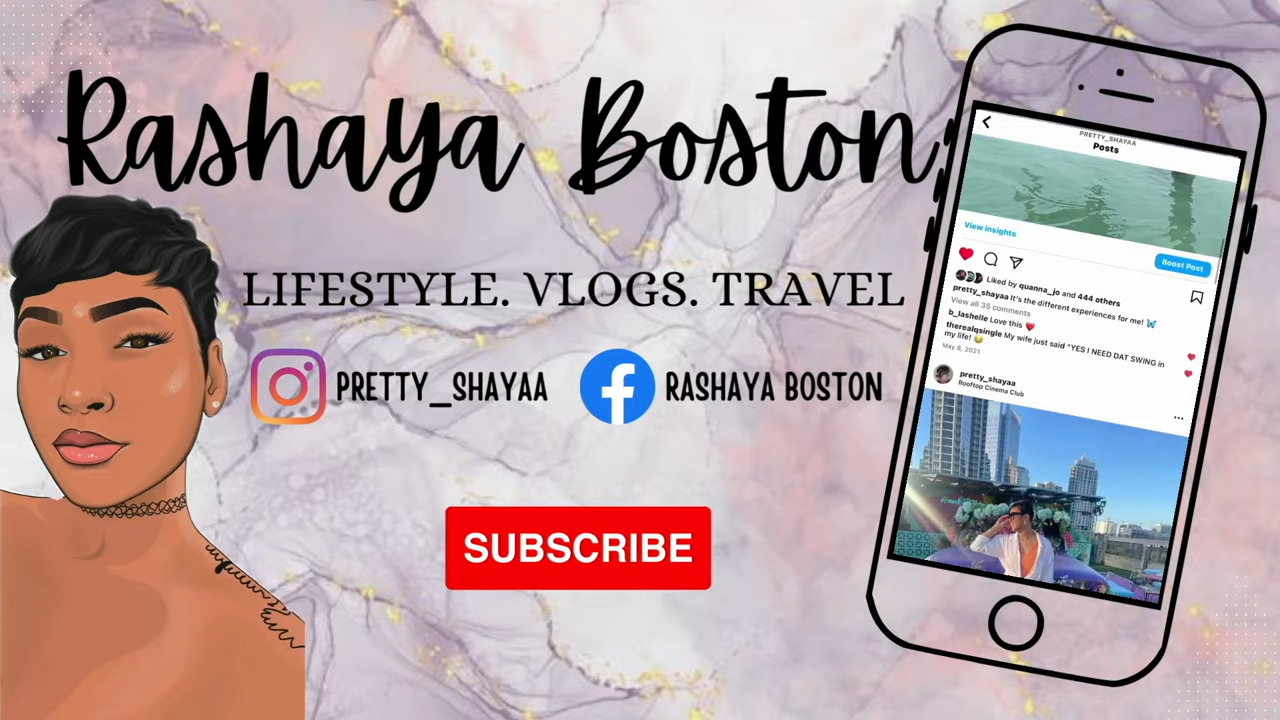 Rashaya Boston
LIFESTYLE. VLOGS. TRAVEL
PRETTY_SHAYAA
RASHAYA BOSTON
SUBSCRIBE
PRETTY_SHAYAA
Posts
View insights
Boost Post
Liked by quanna_jo and 444 others
pretty_shayaa It's the different experiences for me! 🦋
View all 35 comments
b_lashelle Love this ❤️
therealqsingle My wife just said "YES I NEED DAT SWING in
my life! 😂
May 8, 2021
pretty_shayaa
Rooftop Cinema Club